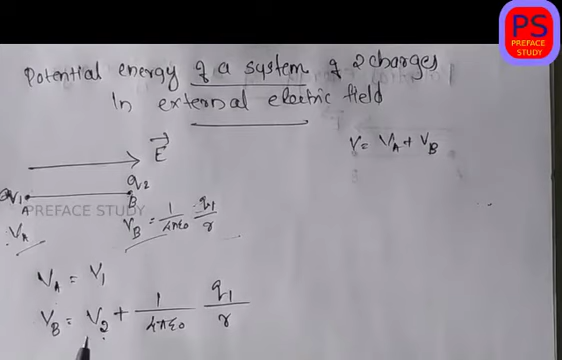 PS
PREFACE
STUDY
Potential energy of a system of 2 charges
In external electric field
E
V = VA + VB
q1 q2
A B
PREFACE STUDY
VA
VB = 1/4πε0 q1/r
VA = V1
VB = V2 + 1/4πε0 q1/r